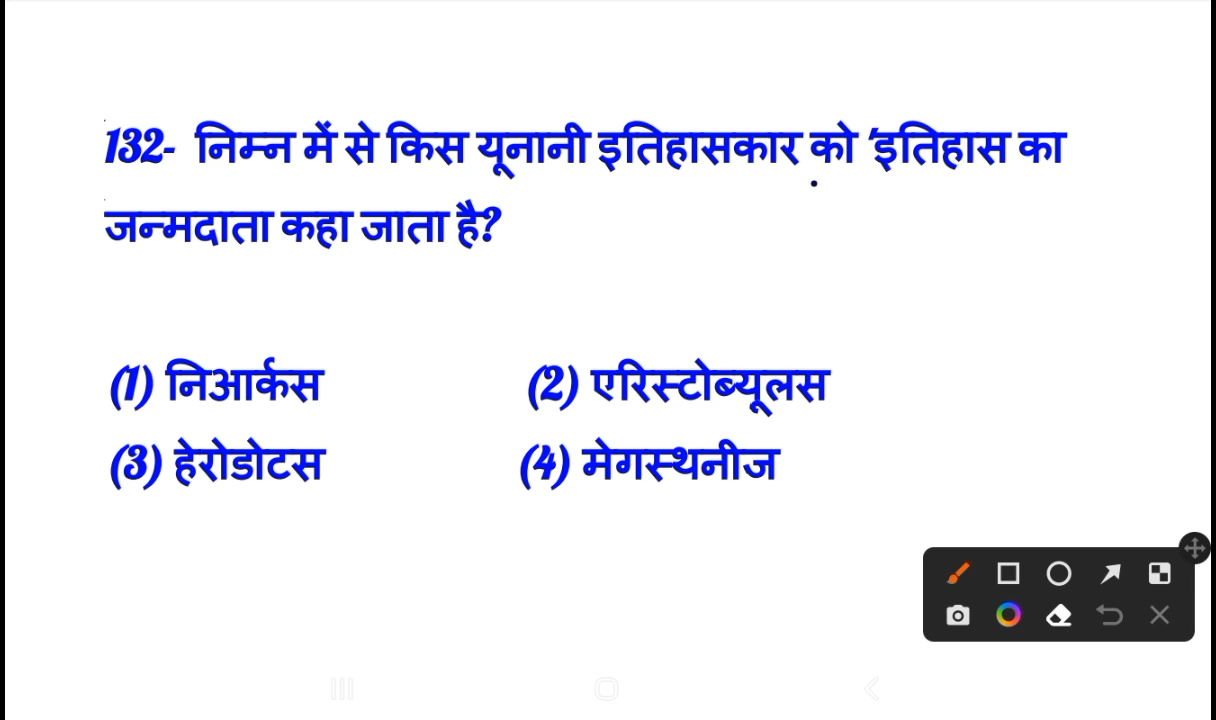 132- निम्न में से किस यूनानी इतिहासकार को 'इतिहास का
जन्मदाता कहा जाता है?
(1) निआर्कस (2) एरिस्टोब्यूलस
(3) हेरोडोटस (4) मेगस्थनीज